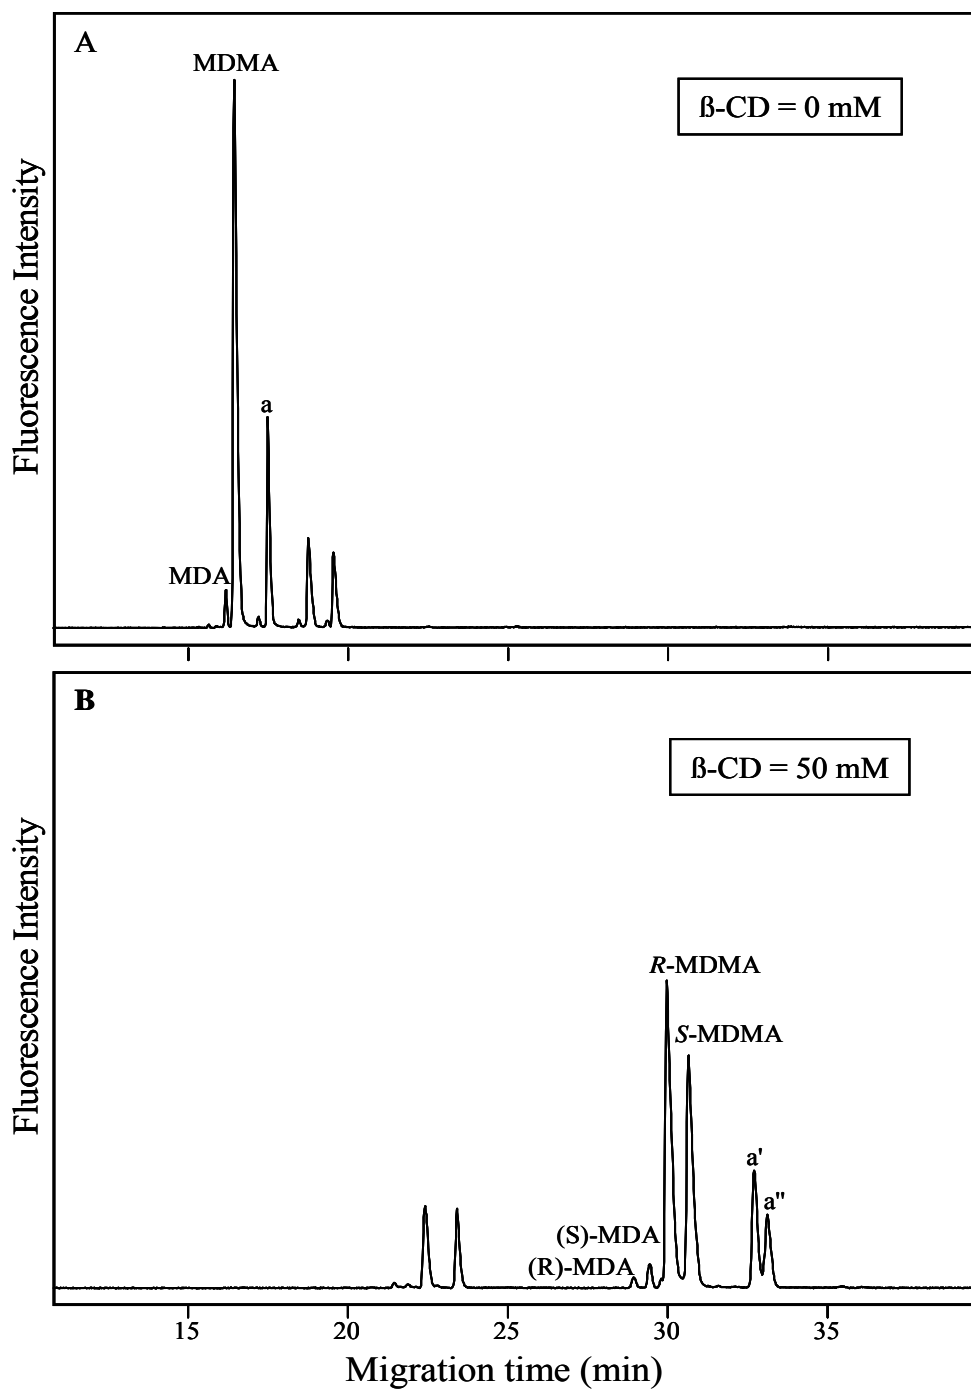 A
MDMA
ß-CD = 0 mM
a
MDA
Fluorescence Intensity
B
ß-CD = 50 mM
R-MDMA
S-MDMA
a'
a"
(S)-MDA
(R)-MDA
Fluorescence Intensity
15 20 25 30 35
Migration time (min)